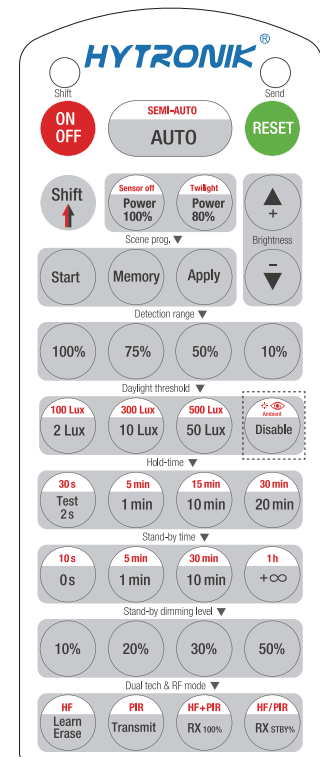 HYTRONIK®
Shift Send
ON
OFF
SEMI-AUTO
AUTO
RESET
Shift
Sensor off
Power
100%
Twilight
Power
80%
+
Brightness
−
Scene prog. ▼
Start Memory Apply
Detection range ▼
100% 75% 50% 10%
Daylight threshold ▼
100 Lux 300 Lux 500 Lux Ambient
2 Lux 10 Lux 50 Lux Disable
Hold-time ▼
30 s 5 min 15 min 30 min
Test
2 s
1 min 10 min 20 min
Stand-by time ▼
10 s 5 min 30 min 1 h
0 s 1 min 10 min +∞
Stand-by dimming level ▼
10% 20% 30% 50%
Dual tech & RF mode ▼
HF PIR HF+PIR HF/PIR
Learn
Erase
Transmit RX 100% RX STBY%